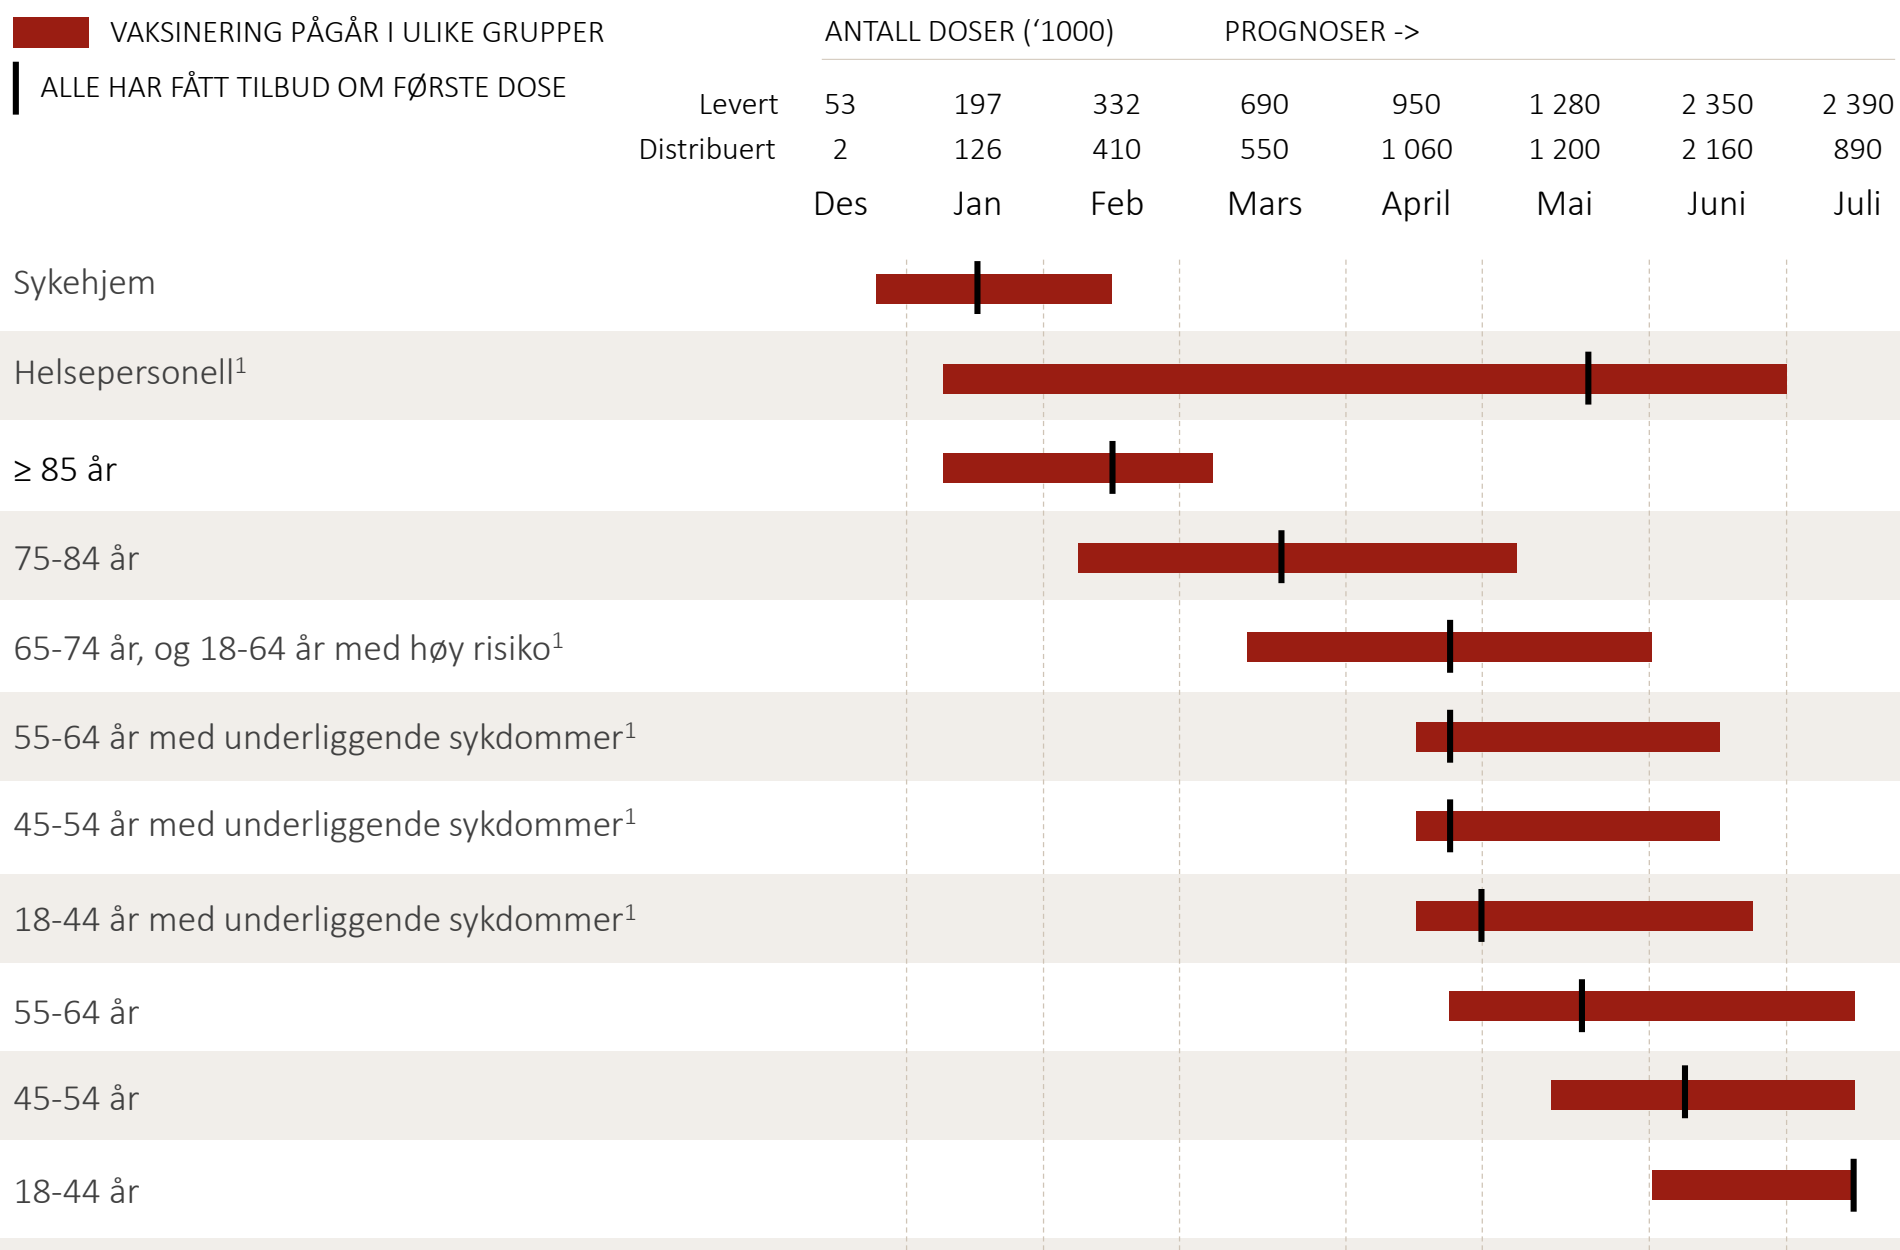 VAKSINERING PÅGÅR I ULIKE GRUPPER
ALLE HAR FÅTT TILBUD OM FØRSTE DOSE
ANTALL DOSER (‘1000) PROGNOSER ->
Levert 53 197 332 690 950 1 280 2 350 2 390
Distribuert 2 126 410 550 1 060 1 200 2 160 890
Des Jan Feb Mars April Mai Juni Juli
Sykehjem
Helsepersonell¹
≥ 85 år
75-84 år
65-74 år, og 18-64 år med høy risiko¹
55-64 år med underliggende sykdommer¹
45-54 år med underliggende sykdommer¹
18-44 år med underliggende sykdommer¹
55-64 år
45-54 år
18-44 år